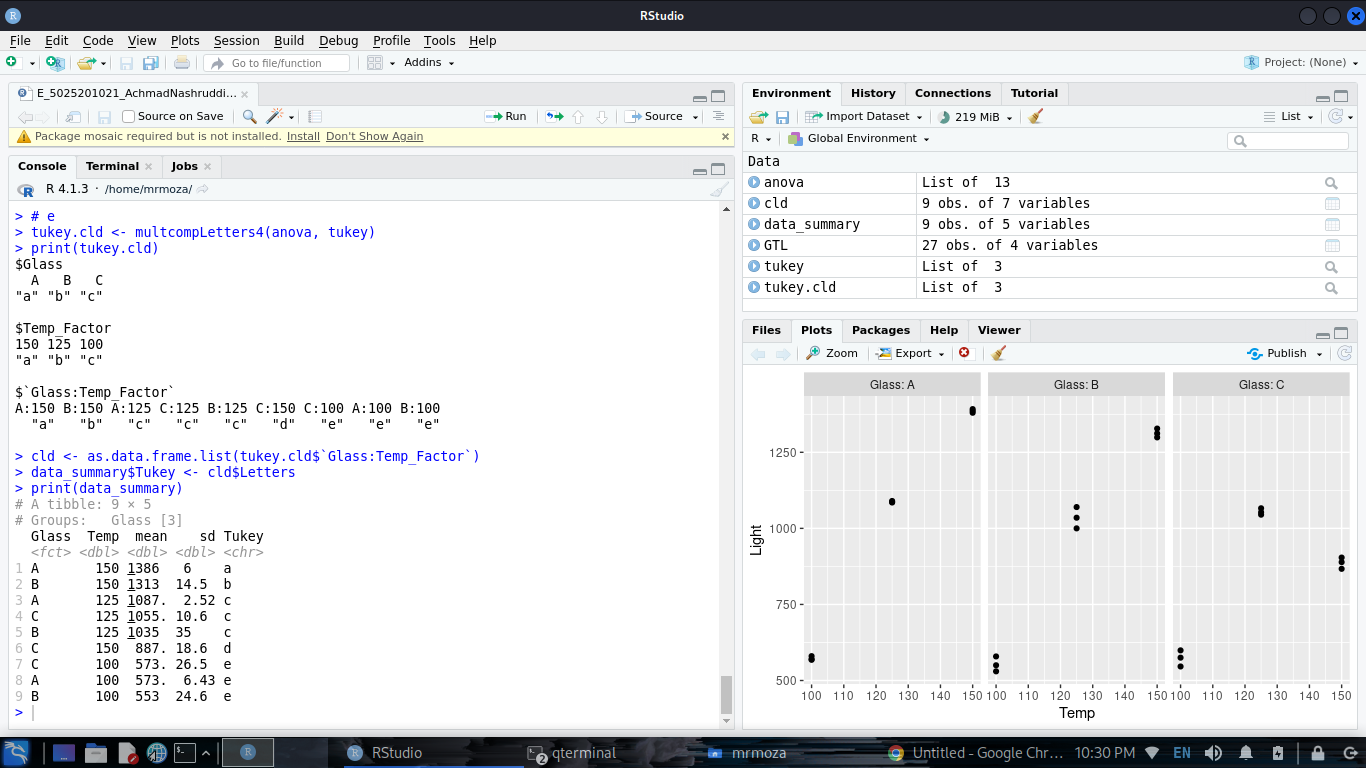 RStudio
File Edit Code View Plots Session Build Debug Profile Tools Help
Go to file/function Addins Project: (None)
E_5025201021_AchmadNashruddi...
Source on Save Run Source
Package mosaic required but is not installed. Install Don't Show Again
Console Terminal Jobs
R 4.1.3 · /home/mrmoza/
> # e
> tukey.cld <- multcompLetters4(anova, tukey)
> print(tukey.cld)
$Glass
  A   B   C
"a" "b" "c"

$Temp_Factor
150 125 100
"a" "b" "c"

$`Glass:Temp_Factor`
A:150 B:150 A:125 C:125 B:125 C:150 C:100 A:100 B:100
  "a"   "b"   "c"   "c"   "c"   "d"   "e"   "e"   "e"

> cld <- as.data.frame.list(tukey.cld$`Glass:Temp_Factor`)
> data_summary$Tukey <- cld$Letters
> print(data_summary)
# A tibble: 9 × 5
# Groups:   Glass [3]
  Glass  Temp  mean    sd Tukey
  <fct> <dbl> <dbl> <dbl> <chr>
1 A       150 1386   6    a
2 B       150 1313  14.5  b
3 A       125 1087.  2.52 c
4 C       125 1055. 10.6  c
5 B       125 1035  35    c
6 C       150  887. 18.6  d
7 C       100  573. 26.5  e
8 A       100  573.  6.43 e
9 B       100  553  24.6  e
>
Environment History Connections Tutorial
Import Dataset 219 MiB List
R Global Environment
Data
anova List of 13
cld 9 obs. of 7 variables
data_summary 9 obs. of 5 variables
GTL 27 obs. of 4 variables
tukey List of 3
tukey.cld List of 3
Files Plots Packages Help Viewer
Zoom Export Publish
Glass: A Glass: B Glass: C
1250
1000
750
500
Light
100 110 120 130 140 150 100 110 120 130 140 150 100 110 120 130 140 150
Temp
RStudio 2 qterminal mrmoza Untitled - Google Chr... 10:30 PM EN